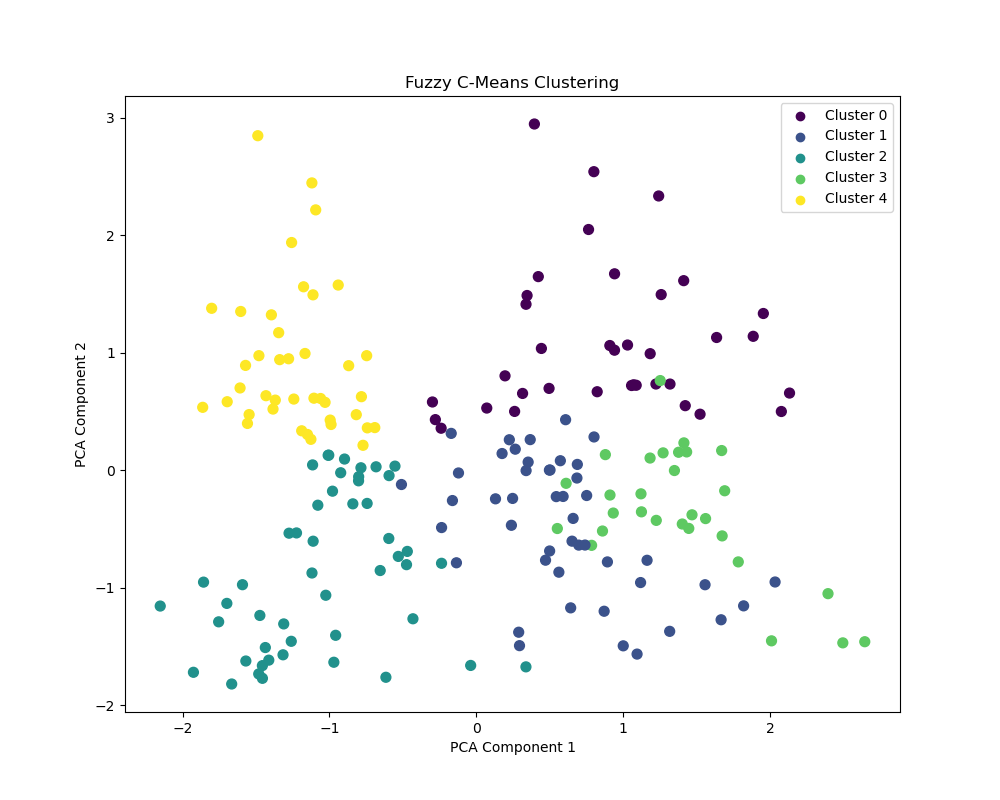 Fuzzy C-Means Clustering
Cluster 0
Cluster 1
Cluster 2
Cluster 3
Cluster 4
3
2
1
0
−1
−2
PCA Component 2
−2
−1
0
1
2
PCA Component 1